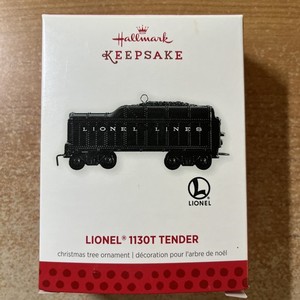 Hallmark
KEEPSAKE
LIONEL LINES
LIONEL
LIONEL® 1130T TENDER
christmas tree ornament | décoration pour l'arbre de noël